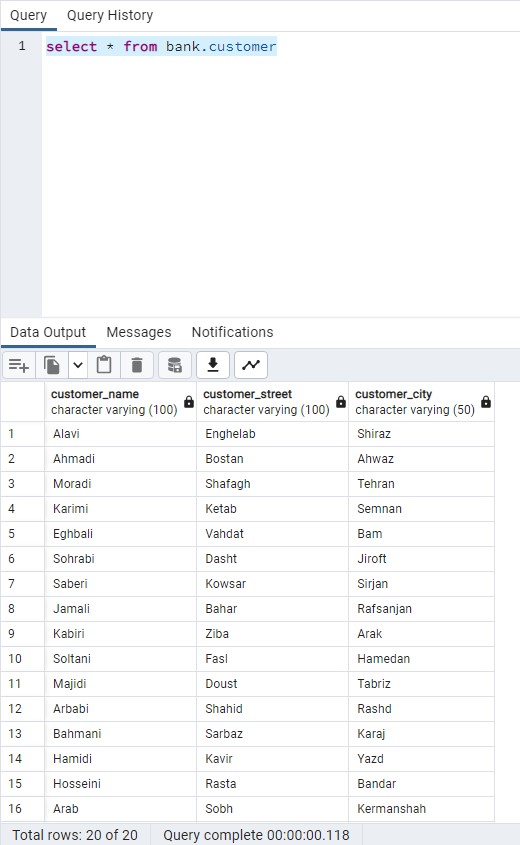 Query Query History
1 select * from bank.customer
Data Output Messages Notifications
customer_name customer_street customer_city
character varying (100) character varying (100) character varying (50)
1 Alavi Enghelab Shiraz
2 Ahmadi Bostan Ahwaz
3 Moradi Shafagh Tehran
4 Karimi Ketab Semnan
5 Eghbali Vahdat Bam
6 Sohrabi Dasht Jiroft
7 Saberi Kowsar Sirjan
8 Jamali Bahar Rafsanjan
9 Kabiri Ziba Arak
10 Soltani Fasl Hamedan
11 Majidi Doust Tabriz
12 Arbabi Shahid Rashd
13 Bahmani Sarbaz Karaj
14 Hamidi Kavir Yazd
15 Hosseini Rasta Bandar
16 Arab Sobh Kermanshah
Total rows: 20 of 20 Query complete 00:00:00.118